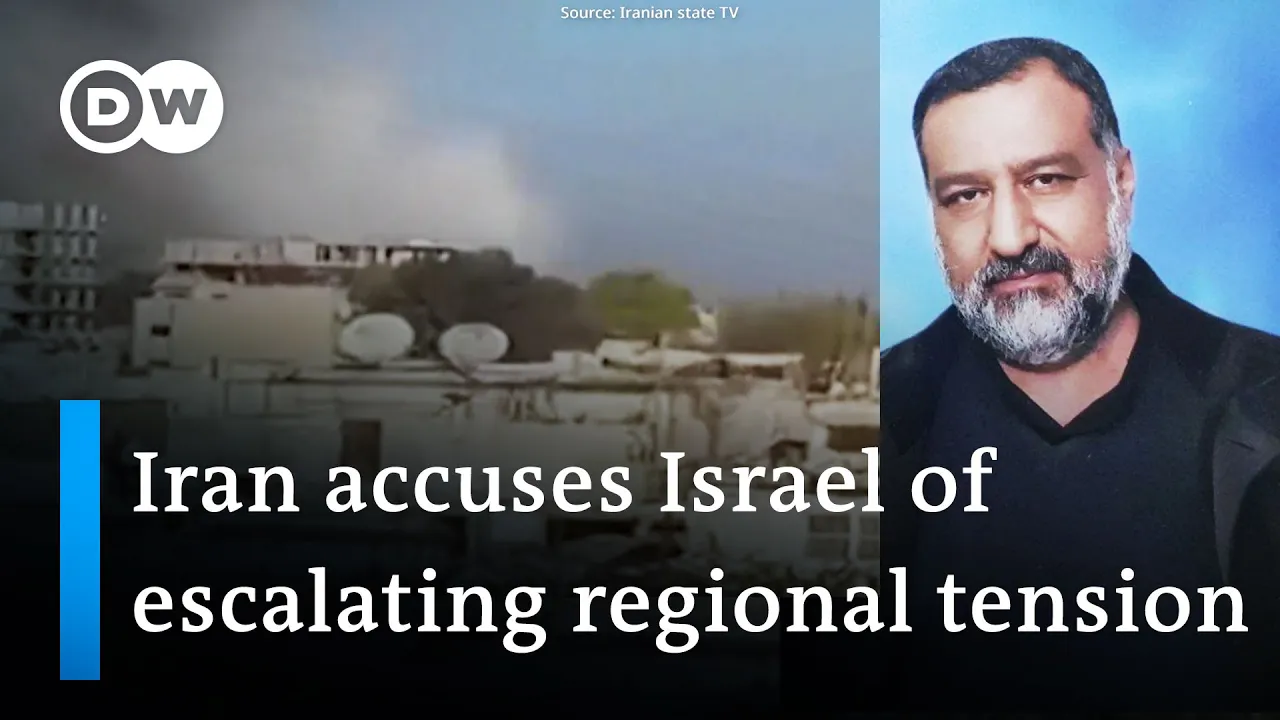 Source: Iranian state TV
DW
Iran accuses Israel of
escalating regional tension